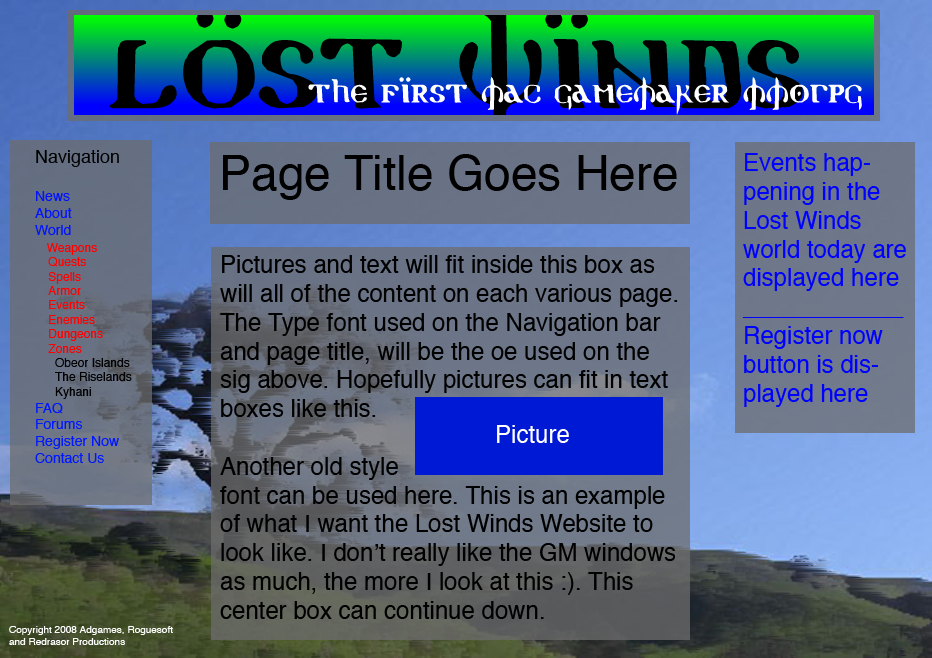 LÖST WÏNDS
The Fïrst Mac Gamemaker MMORPG
Navigation
News
About
World
Weapons
Quests
Spells
Armor
Events
Enemies
Dungeons
Zones
Obeor Islands
The Riselands
Kyhani
FAQ
Forums
Register Now
Contact Us
Page Title Goes Here
Pictures and text will fit inside this box as
will all of the content on each various page.
The Type font used on the Navigation bar
and page title, will be the oe used on the
sig above. Hopefully pictures can fit in text
boxes like this.
Picture
Another old style
font can be used here. This is an example
of what I want the Lost Winds Website to
look like. I don't really like the GM windows
as much, the more I look at this :). This
center box can continue down.
Events hap-
pening in the
Lost Winds
world today are
displayed here
Register now
button is dis-
played here
Copyright 2008 Adgames, Roguesoft
and Redrasor Productions